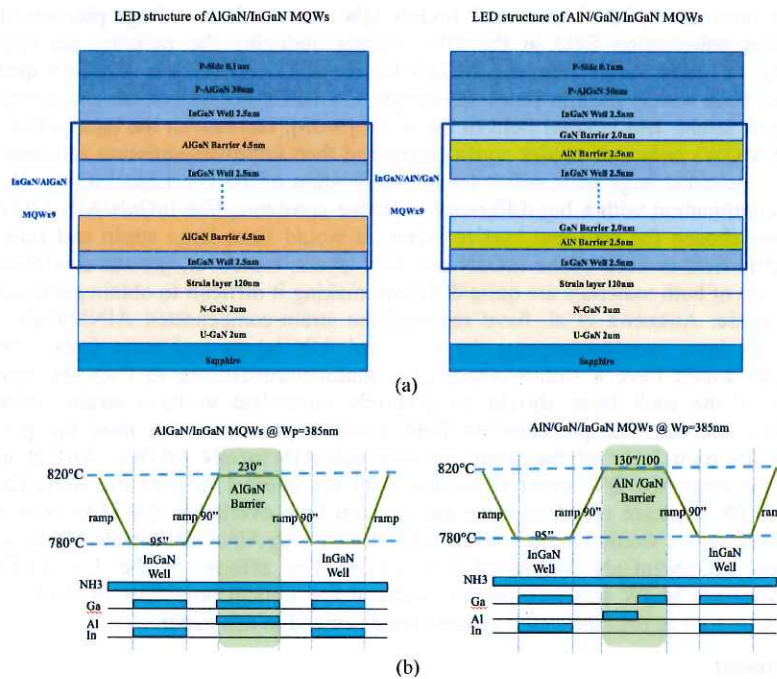 LED structure of AlGaN/InGaN MQWs
P-Side 0.1um
P-AlGaN 30um
InGaN Well 2.5um
AlGaN Barrier 4.5nm
InGaN Well 2.5um
InGaN/AlGaN
MQWx9
AlGaN Barrier 4.5nm
InGaN Well 2.5nm
Strain layer 120nm
N-GaN 2um
U-GaN 2um
Sapphire
LED structure of AlN/GaN/InGaN MQWs
P-Side 0.1um
P-AlGaN 30um
InGaN Well 2.5nm
GaN Barrier 2.0nm
AlN Barrier 2.5nm
InGaN Well 2.5nm
InGaN/AlN/GaN
MQWx9
GaN Barrier 2.0nm
AlN Barrier 2.5nm
InGaN Well 2.5nm
Strain layer 120nm
N-GaN 2um
U-GaN 2um
Sapphire
(a)
AlGaN/InGaN MQWs @ Wp=385nm
820°C
230"
AlGaN
Barrier
ramp
ramp 90"
ramp 90"
ramp
780°C
95"
InGaN
Well
InGaN
Well
NH3
Ga
Al
In
AlN/GaN/InGaN MQWs @ Wp=385nm
820°C
130"/100
AlN /GaN
Barrier
ramp
ramp 90"
ramp 90"
ramp
780°C
95"
InGaN
Well
InGaN
Well
NH3
Ga
Al
In
(b)